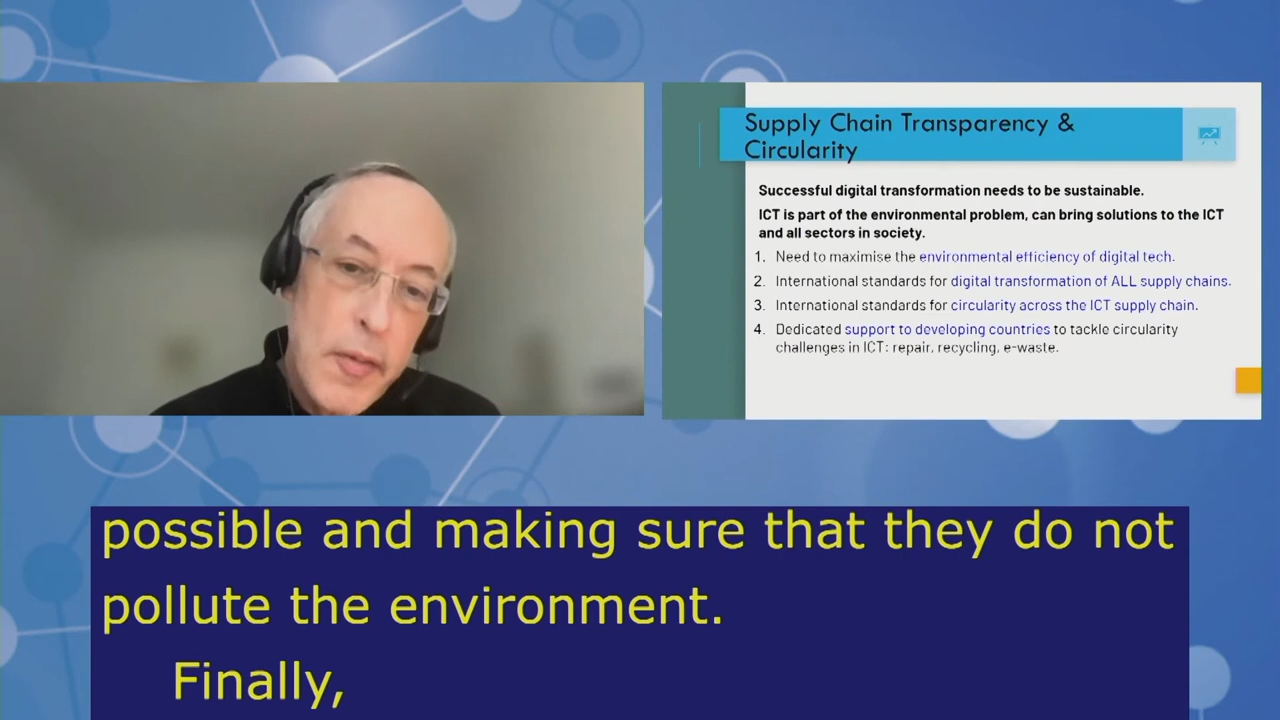 Supply Chain Transparency &
Circularity
Successful digital transformation needs to be sustainable.
ICT is part of the environmental problem, can bring solutions to the ICT
and all sectors in society.
1. Need to maximise the environmental efficiency of digital tech.
2. International standards for digital transformation of ALL supply chains.
3. International standards for circularity across the ICT supply chain.
4. Dedicated support to developing countries to tackle circularity
challenges in ICT: repair, recycling, e-waste.
possible and making sure that they do not
pollute the environment.
Finally,